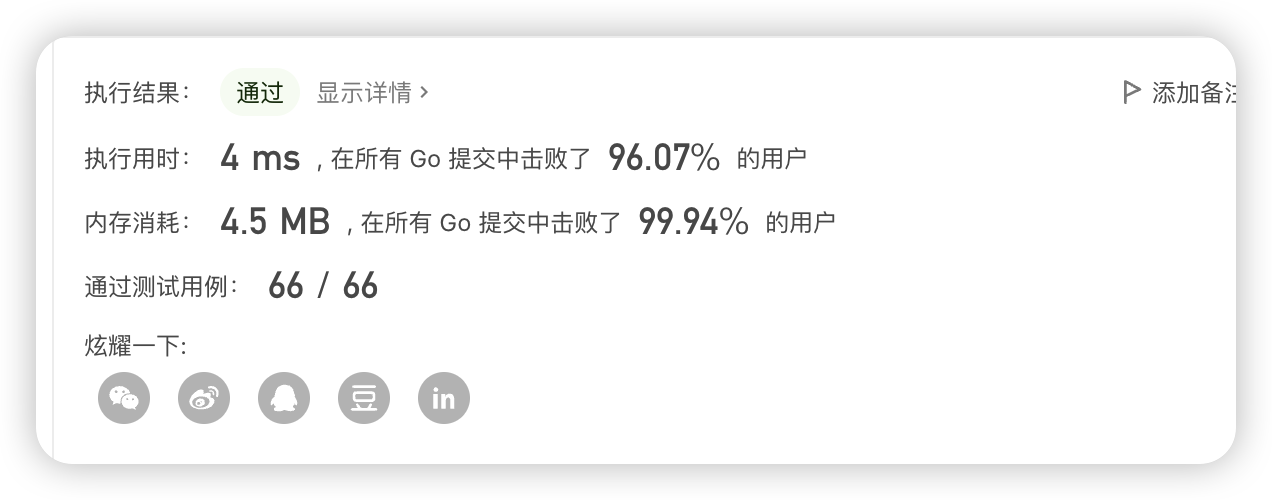 执行结果： 通过 显示详情 › 添加备注
执行用时： 4 ms , 在所有 Go 提交中击败了 96.07% 的用户
内存消耗： 4.5 MB , 在所有 Go 提交中击败了 99.94% 的用户
通过测试用例： 66 / 66
炫耀一下:
豆
in